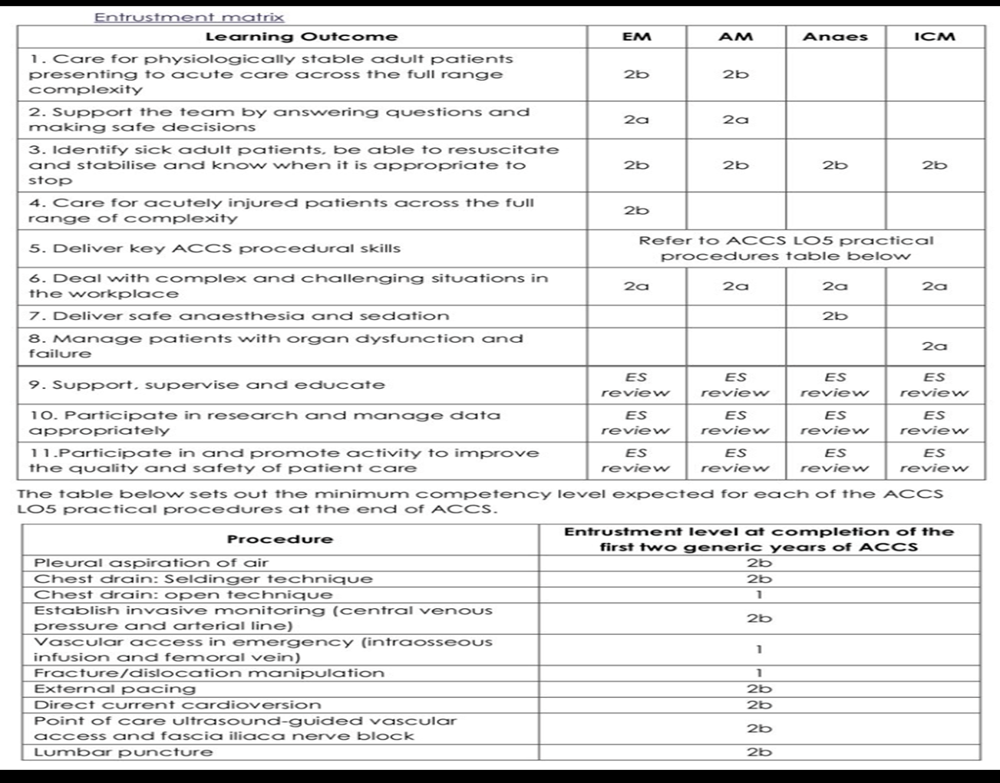 Entrustment matrix
Learning Outcome EM AM Anaes ICM
1. Care for physiologically stable adult patients
presenting to acute care across the full range
complexity
2b 2b
2. Support the team by answering questions and
making safe decisions
2a 2a
3. Identify sick adult patients, be able to resuscitate
and stabilise and know when it is appropriate to
stop
2b 2b 2b 2b
4. Care for acutely injured patients across the full
range of complexity
2b
5. Deliver key ACCS procedural skills
Refer to ACCS LO5 practical
procedures table below
6. Deal with complex and challenging situations in
the workplace
2a 2a 2a 2a
7. Deliver safe anaesthesia and sedation 2b
8. Manage patients with organ dysfunction and
failure
2a
9. Support, supervise and educate
ES ES ES ES
review review review review
10. Participate in research and manage data
appropriately
ES ES ES ES
review review review review
11.Participate in and promote activity to improve
the quality and safety of patient care
ES ES ES ES
review review review review
The table below sets out the minimum competency level expected for each of the ACCS
LO5 practical procedures at the end of ACCS.
Procedure
Entrustment level at completion of the
first two generic years of ACCS
Pleural aspiration of air 2b
Chest drain: Seldinger technique 2b
Chest drain: open technique 1
Establish invasive monitoring (central venous
pressure and arterial line)
2b
Vascular access in emergency (intraosseous
infusion and femoral vein)
1
Fracture/dislocation manipulation 1
External pacing 2b
Direct current cardioversion 2b
Point of care ultrasound-guided vascular
access and fascia iliaca nerve block
2b
Lumbar puncture 2b